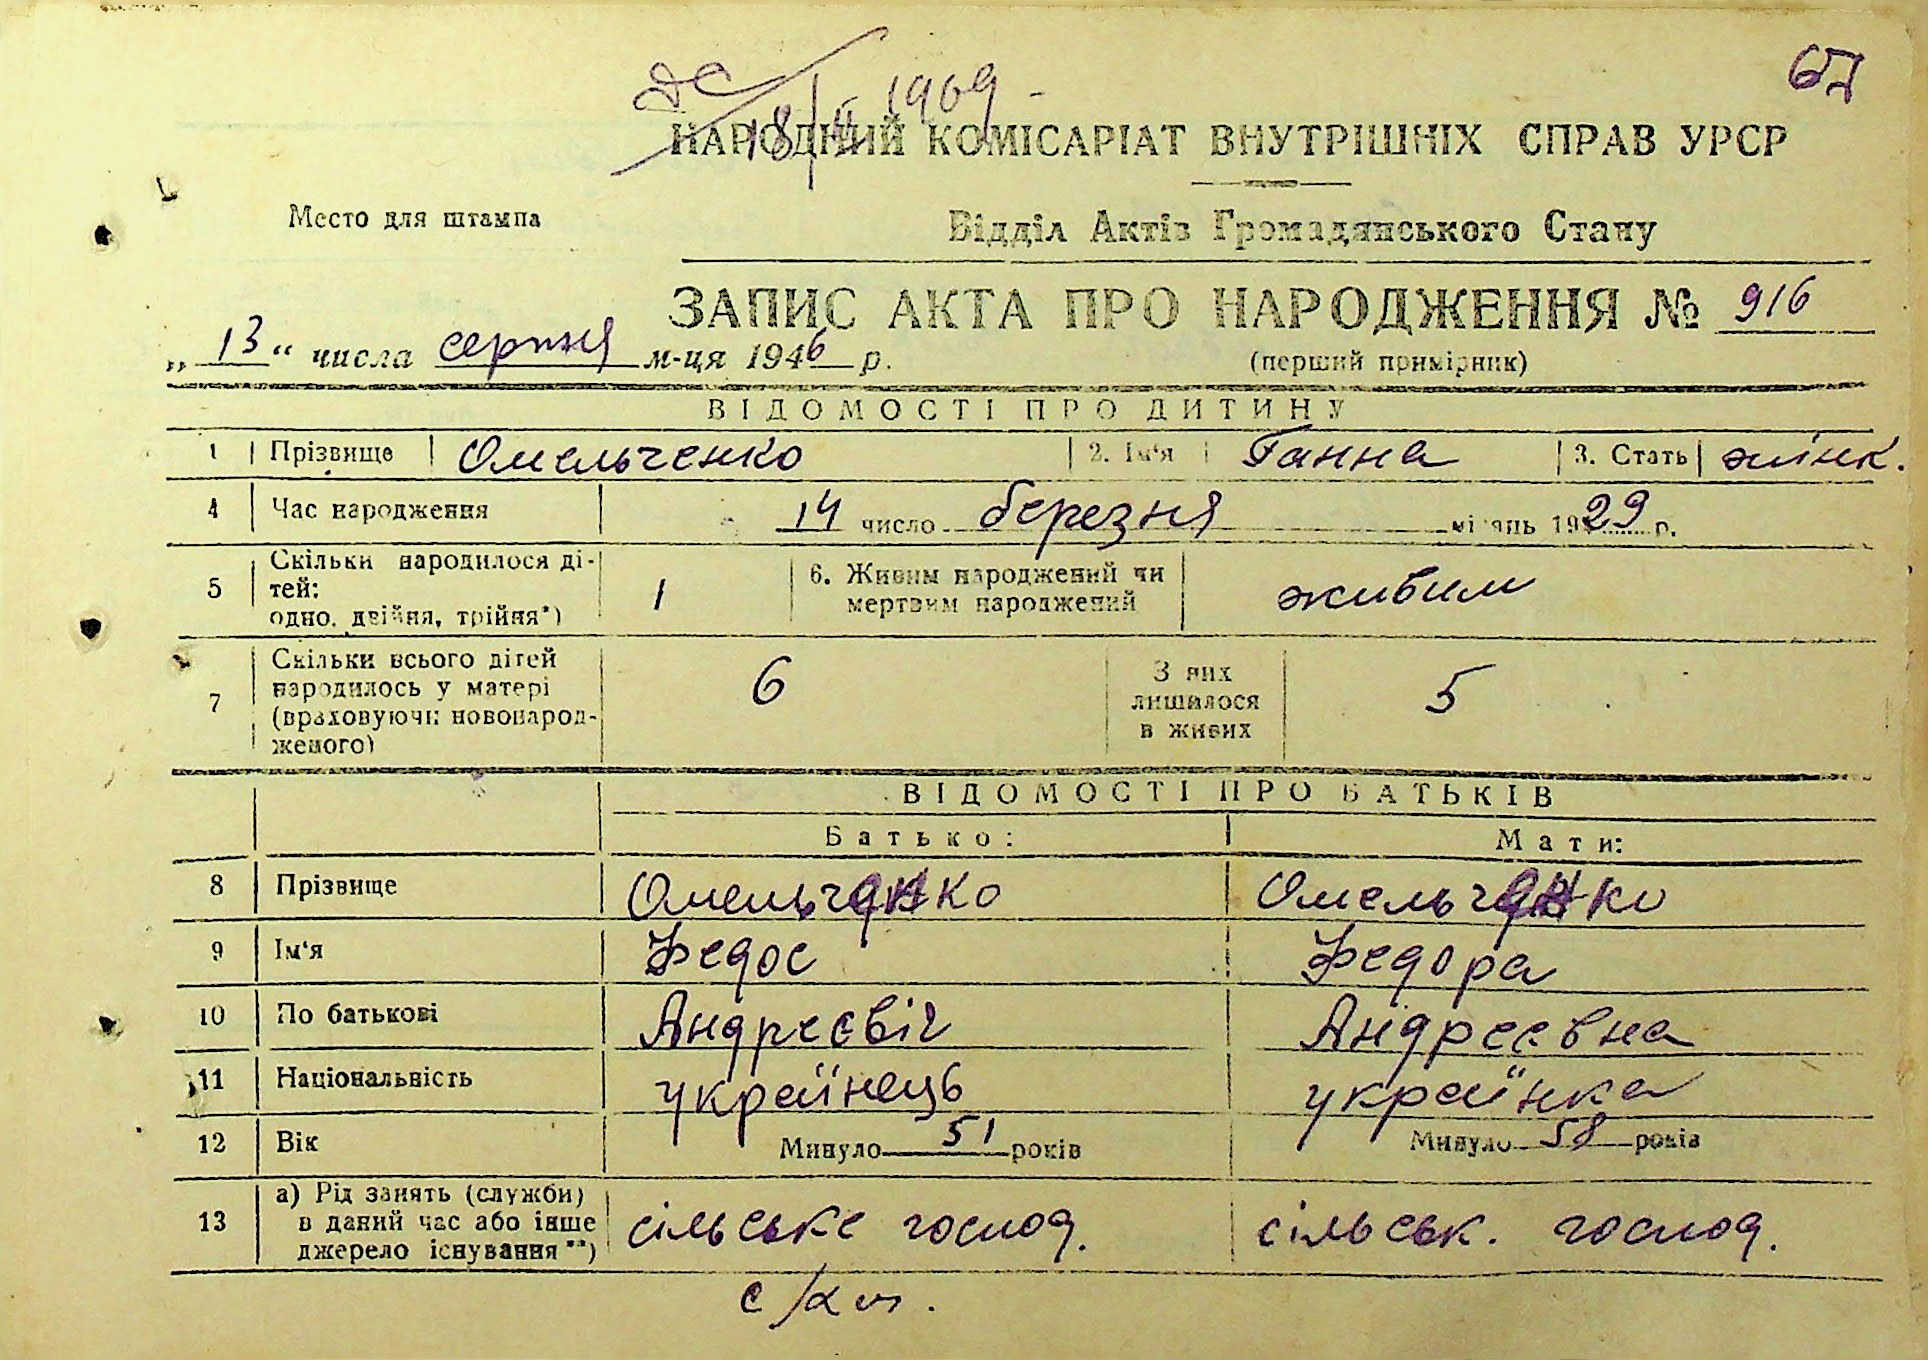 67
ДС
18/II 1969
НАРОДНИЙ КОМІСАРІАТ ВНУТРІШНІХ СПРАВ УРСР
Место для штампа
Відділ Актів Громадянського Стану
ЗАПИС АКТА ПРО НАРОДЖЕННЯ № 916
„ 13 “ числа серпня м-ця 1946 р.
(перший примірник)
ВІДОМОСТІ ПРО ДИТИНУ
1 Прізвище Омельченко 2. Ім'я Ганна 3. Стать жінк.
4 Час народження 14 число березня місяць 1929 р.
5 Скільки народилося ді-
тей:
одно, двійня, трійня*)
1
6. Живим народжений чи
мертвим народжений
живим
7 Скільки всього дітей
народилось у матері
(враховуючи новонарод-
женого)
6
З них
лишилося
в живих
5
ВІДОМОСТІ ПРО БАТЬКІВ
Батько: Мати:
8 Прізвище Омельченко Омельченко
9 Ім'я Федос Федора
10 По батькові Андреєвіч Андреєвна
11 Національність українець українка
12 Вік Минуло 51 років Минуло 58 років
13 а) Рід занять (служби)
в даний час або інше
джерело існування**)
сільське господ. сільськ. господ.